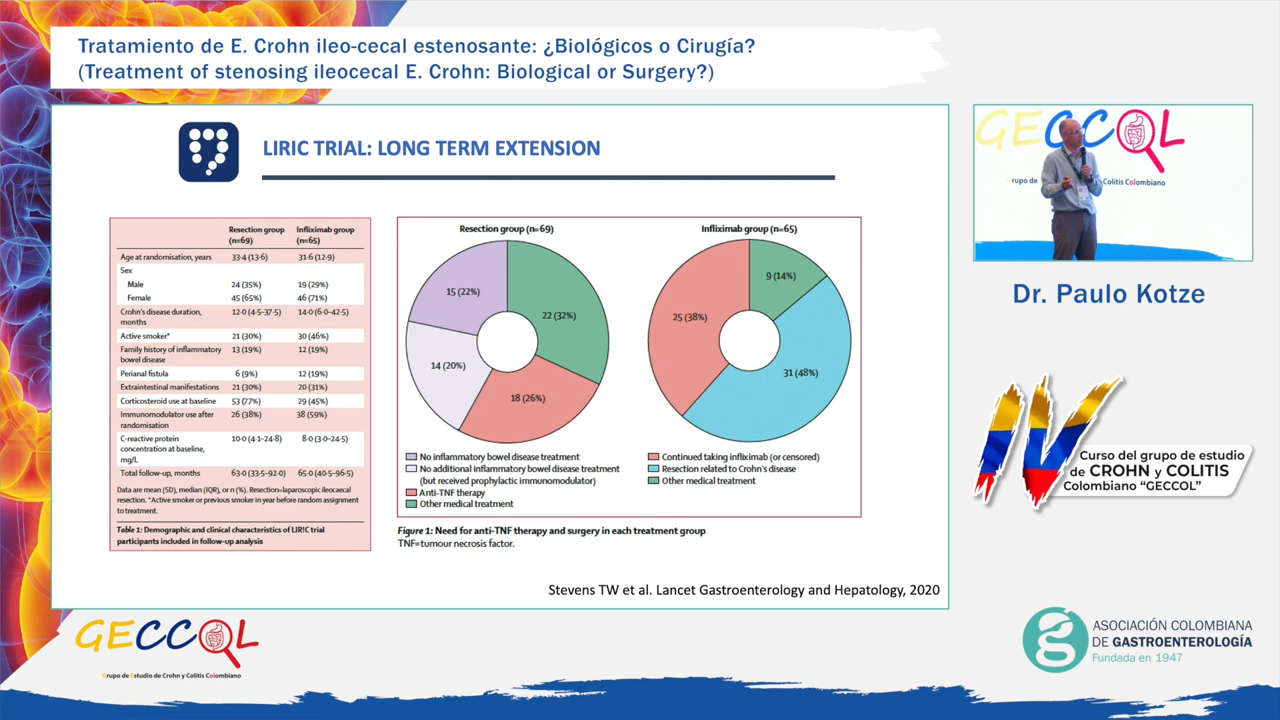 Tratamiento de E. Crohn ileo-cecal estenosante: ¿Biológicos o Cirugía?
(Treatment of stenosing ileocecal E. Crohn: Biological or Surgery?)
LIRIC TRIAL: LONG TERM EXTENSION
Resection group (n=69) Infliximab group (n=65)
Age at randomisation, years 33·4 (13·6) 31·6 (12·9)
Sex
Male 24 (35%) 19 (29%)
Female 45 (65%) 46 (71%)
Crohn's disease duration, months 12·0 (4·5-37·5) 14·0 (6·0-42·5)
Active smoker* 21 (30%) 30 (46%)
Family history of inflammatory bowel disease 13 (19%) 12 (19%)
Perianal fistula 6 (9%) 12 (19%)
Extraintestinal manifestations 21 (30%) 20 (31%)
Corticosteroid use at baseline 53 (77%) 29 (45%)
Immunomodulator use after randomisation 26 (38%) 38 (59%)
C-reactive protein concentration at baseline, mg/L 10·0 (4·1-24·8) 8·0 (3·0-24·5)
Total follow-up, months 63·0 (33·5-92·0) 65·0 (40·5-96·5)
Data are mean (SD), median (IQR), or n (%). Resection=laparoscopic ileocaecal
resection. *Active smoker or previous smoker in year before random assignment
to treatment.
Table 1: Demographic and clinical characteristics of LIR!C trial
participants included in follow-up analysis
Resection group (n=69)
15 (22%)
22 (32%)
14 (20%)
18 (26%)
No inflammatory bowel disease treatment
No additional inflammatory bowel disease treatment
(but received prophylactic immunomodulator)
Anti-TNF therapy
Other medical treatment
Infliximab group (n=65)
9 (14%)
25 (38%)
31 (48%)
Continued taking infliximab (or censored)
Resection related to Crohn's disease
Other medical treatment
Figure 1: Need for anti-TNF therapy and surgery in each treatment group
TNF=tumour necrosis factor.
Stevens TW et al. Lancet Gastroenterology and Hepatology, 2020
GECCOL
rupo de
Colitis Colombiano
Dr. Paulo Kotze
IV
Curso del grupo de estudio
de CROHN y COLITIS
Colombiano "GECCOL"
GECCOL
Grupo de Estudio de Crohn y Colitis Colombiano
ASOCIACIÓN COLOMBIANA
DE GASTROENTEROLOGÍA
Fundada en 1947